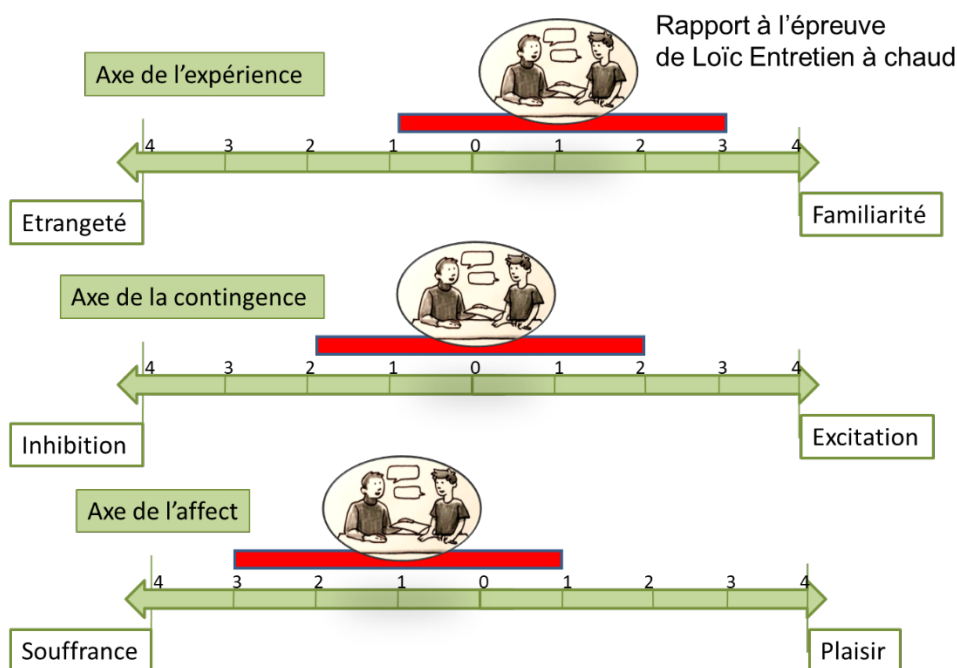 Rapport à l'épreuve
de Loïc Entretien à chaud
Axe de l'expérience
4 3 2 1 0 1 2 3 4
Etrangeté
Familiarité
Axe de la contingence
4 3 2 1 0 1 2 3 4
Inhibition
Excitation
Axe de l'affect
4 3 2 1 0 1 2 3 4
Souffrance
Plaisir